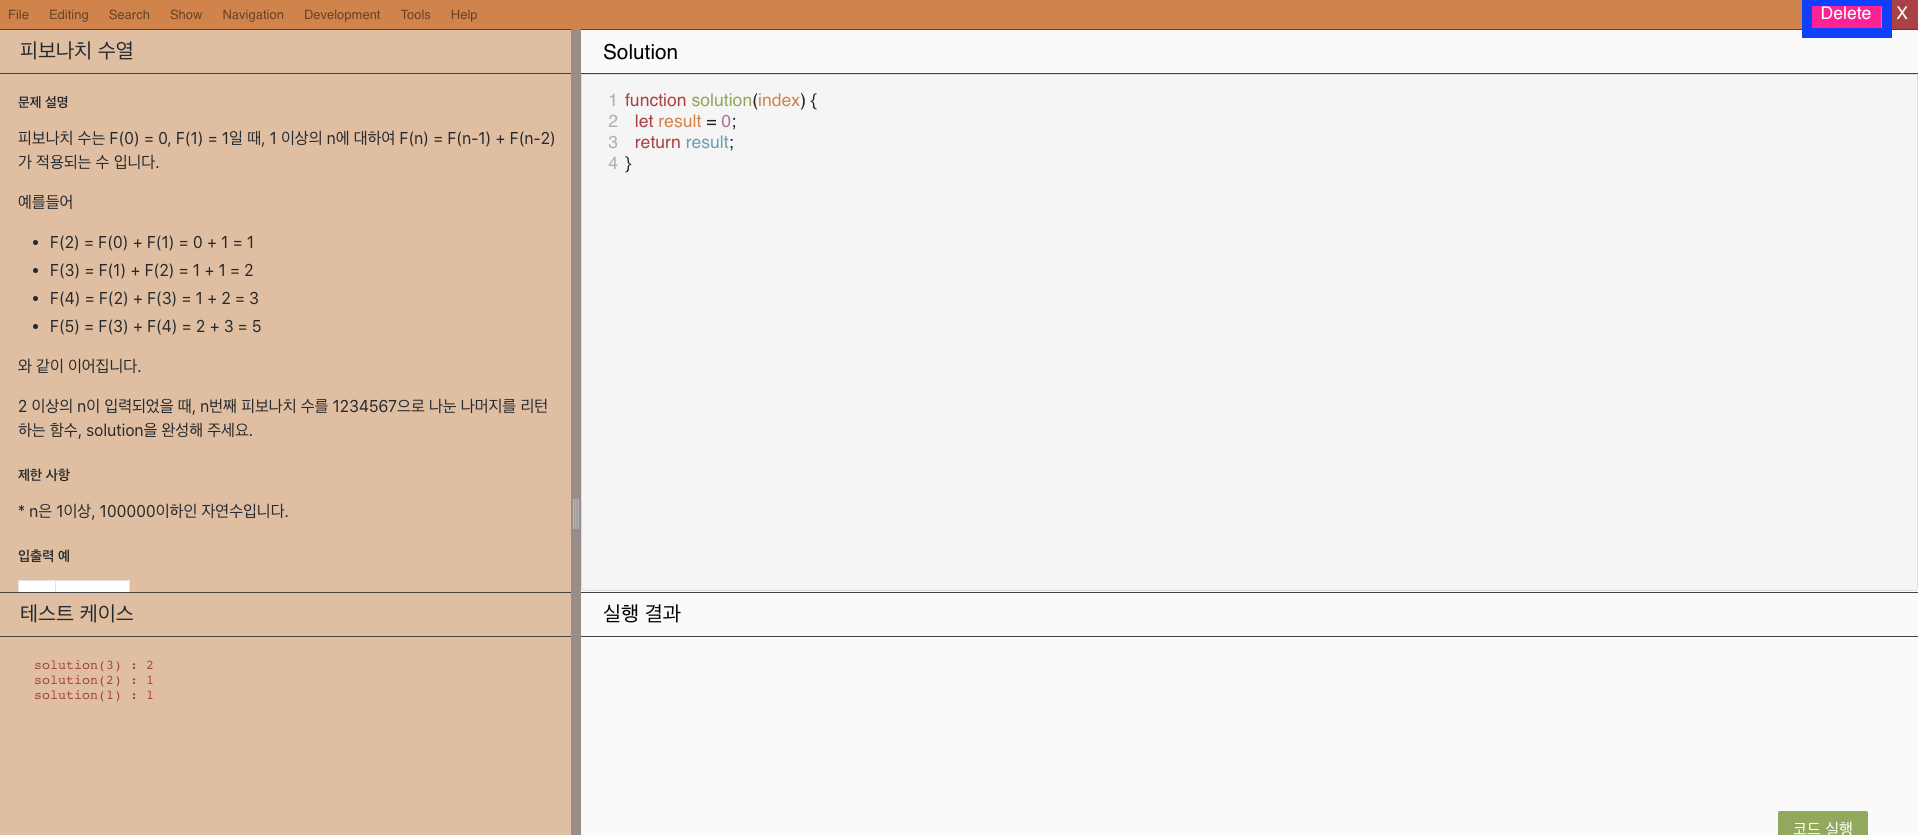 File Editing Search Show Navigation Development Tools Help
Delete X
피보나치 수열
문제 설명
피보나치 수는 F(0) = 0, F(1) = 1일 때, 1 이상의 n에 대하여 F(n) = F(n-1) + F(n-2)
가 적용되는 수 입니다.
예를들어
• F(2) = F(0) + F(1) = 0 + 1 = 1
• F(3) = F(1) + F(2) = 1 + 1 = 2
• F(4) = F(2) + F(3) = 1 + 2 = 3
• F(5) = F(3) + F(4) = 2 + 3 = 5
와 같이 이어집니다.
2 이상의 n이 입력되었을 때, n번째 피보나치 수를 1234567으로 나눈 나머지를 리턴
하는 함수, solution을 완성해 주세요.
제한 사항
* n은 1이상, 100000이하인 자연수입니다.
입출력 예
테스트 케이스
solution(3) : 2
solution(2) : 1
solution(1) : 1
Solution
1 function solution(index) {
2 let result = 0;
3 return result;
4 }
실행 결과
코드 실행